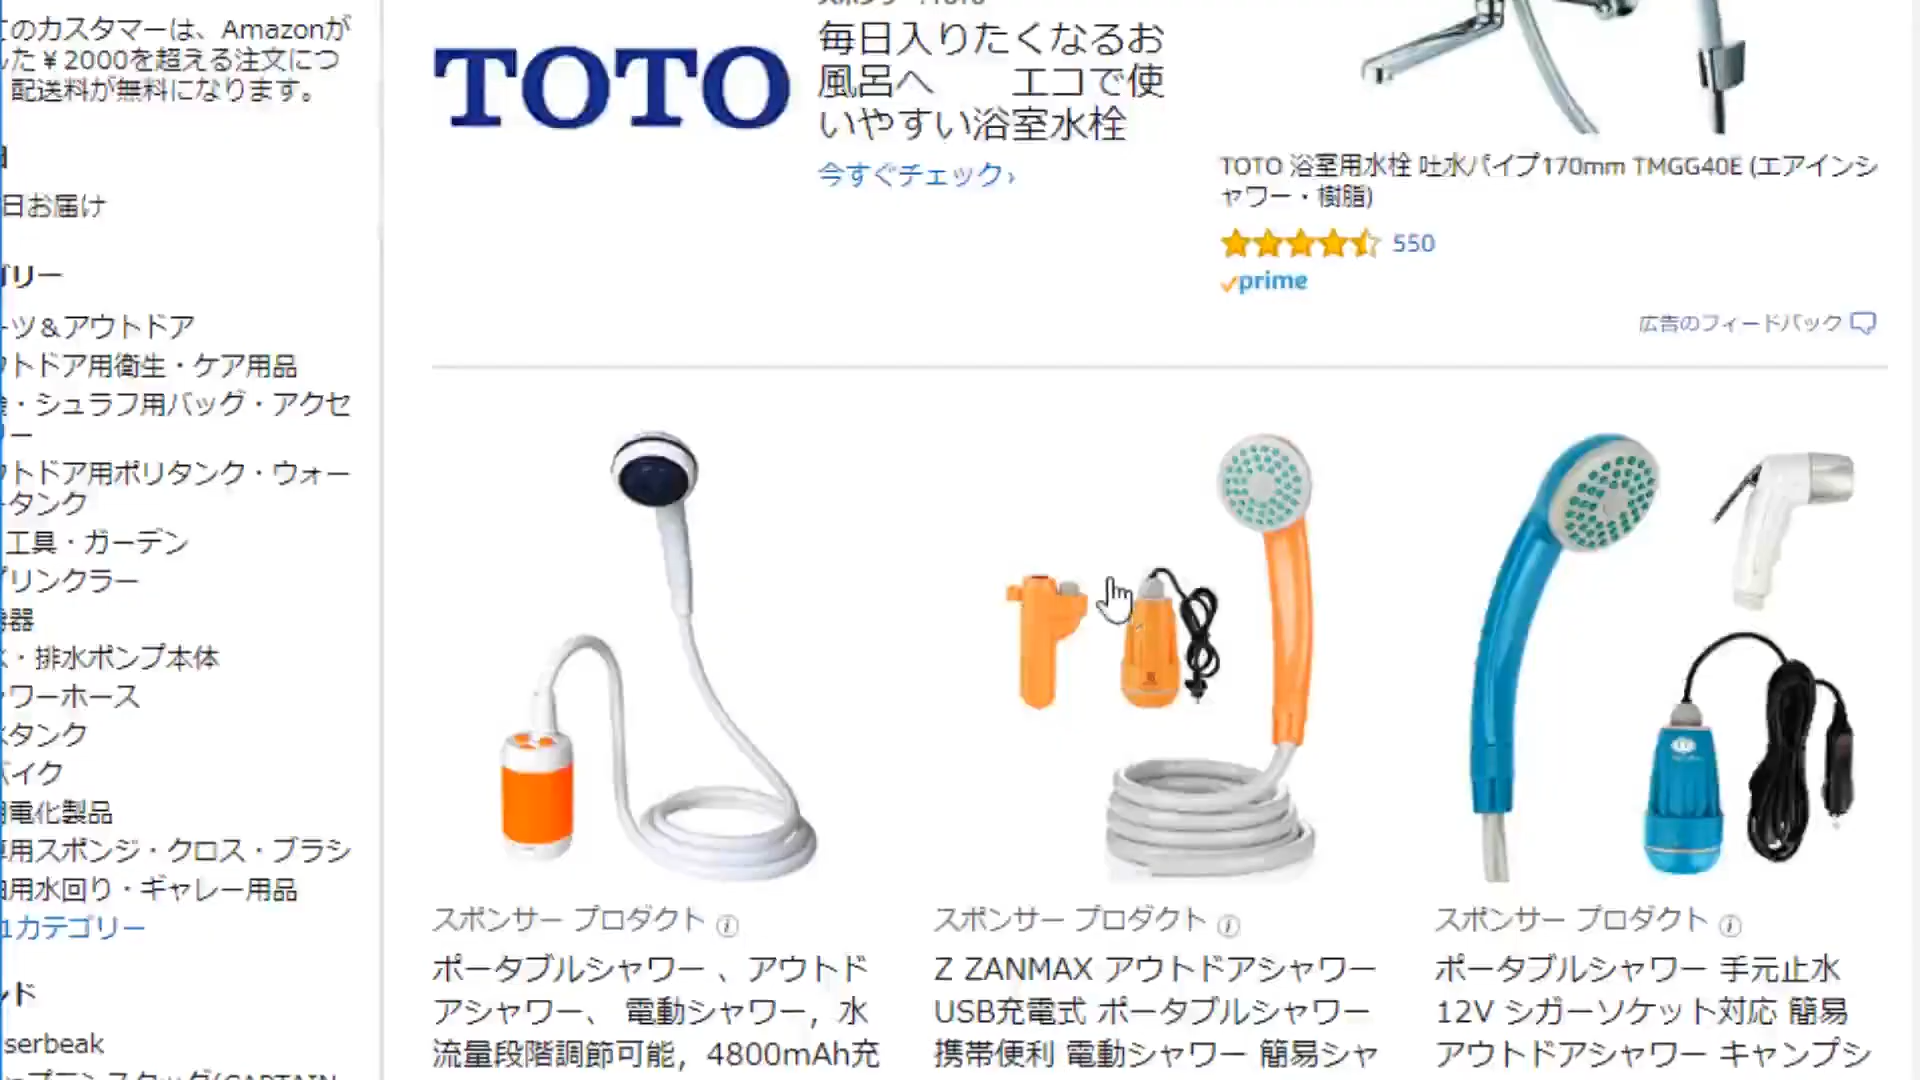 のカスタマーは、Amazonが
した¥2000を超える注文につ
配送料が無料になります。
日お届け
ゴリー
ーツ＆アウトドア
ウトドア用衛生・ケア用品
・シュラフ用バッグ・アクセ
リー
ウトドア用ポリタンク・ウォー
ータンク
工具・ガーデン
プリンクラー
器
・排水ポンプ本体
ャワーホース
水タンク
バイク
電化製品
専用スポンジ・クロス・ブラシ
用水回り・ギャレー用品
1カテゴリー
ンド
serbeak
TOTO
毎日入りたくなるお
風呂へ　　エコで使
いやすい浴室水栓
今すぐチェック›
TOTO 浴室用水栓 吐水パイプ170mm TMGG40E (エアインシ
ャワー・樹脂)
550
prime
広告のフィードバック
スポンサー プロダクト
ポータブルシャワー 、アウトド
アシャワー、 電動シャワー，水
流量段階調節可能，4800mAh充
スポンサー プロダクト
Z ZANMAX アウトドアシャワー
USB充電式 ポータブルシャワー
携帯便利 電動シャワー 簡易シャ
スポンサー プロダクト
ポータブルシャワー 手元止水
12V シガーソケット対応 簡易
アウトドアシャワー キャンプシ